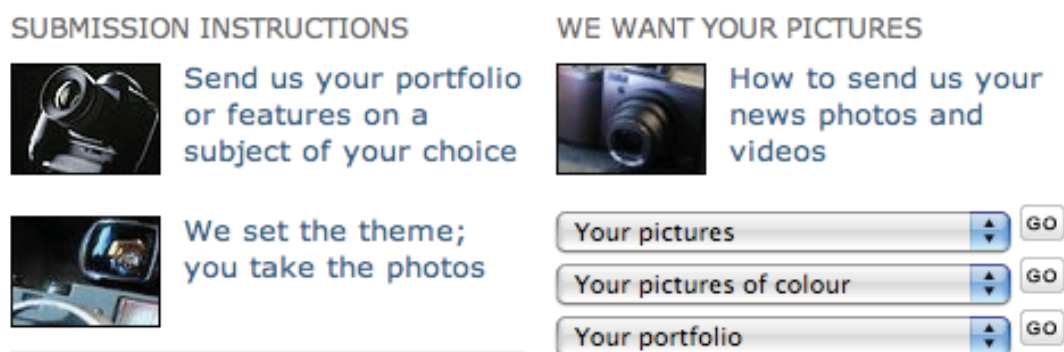 SUBMISSION INSTRUCTIONS
Send us your portfolio
or features on a
subject of your choice
We set the theme;
you take the photos
WE WANT YOUR PICTURES
How to send us your
news photos and
videos
Your pictures GO
Your pictures of colour GO
Your portfolio GO